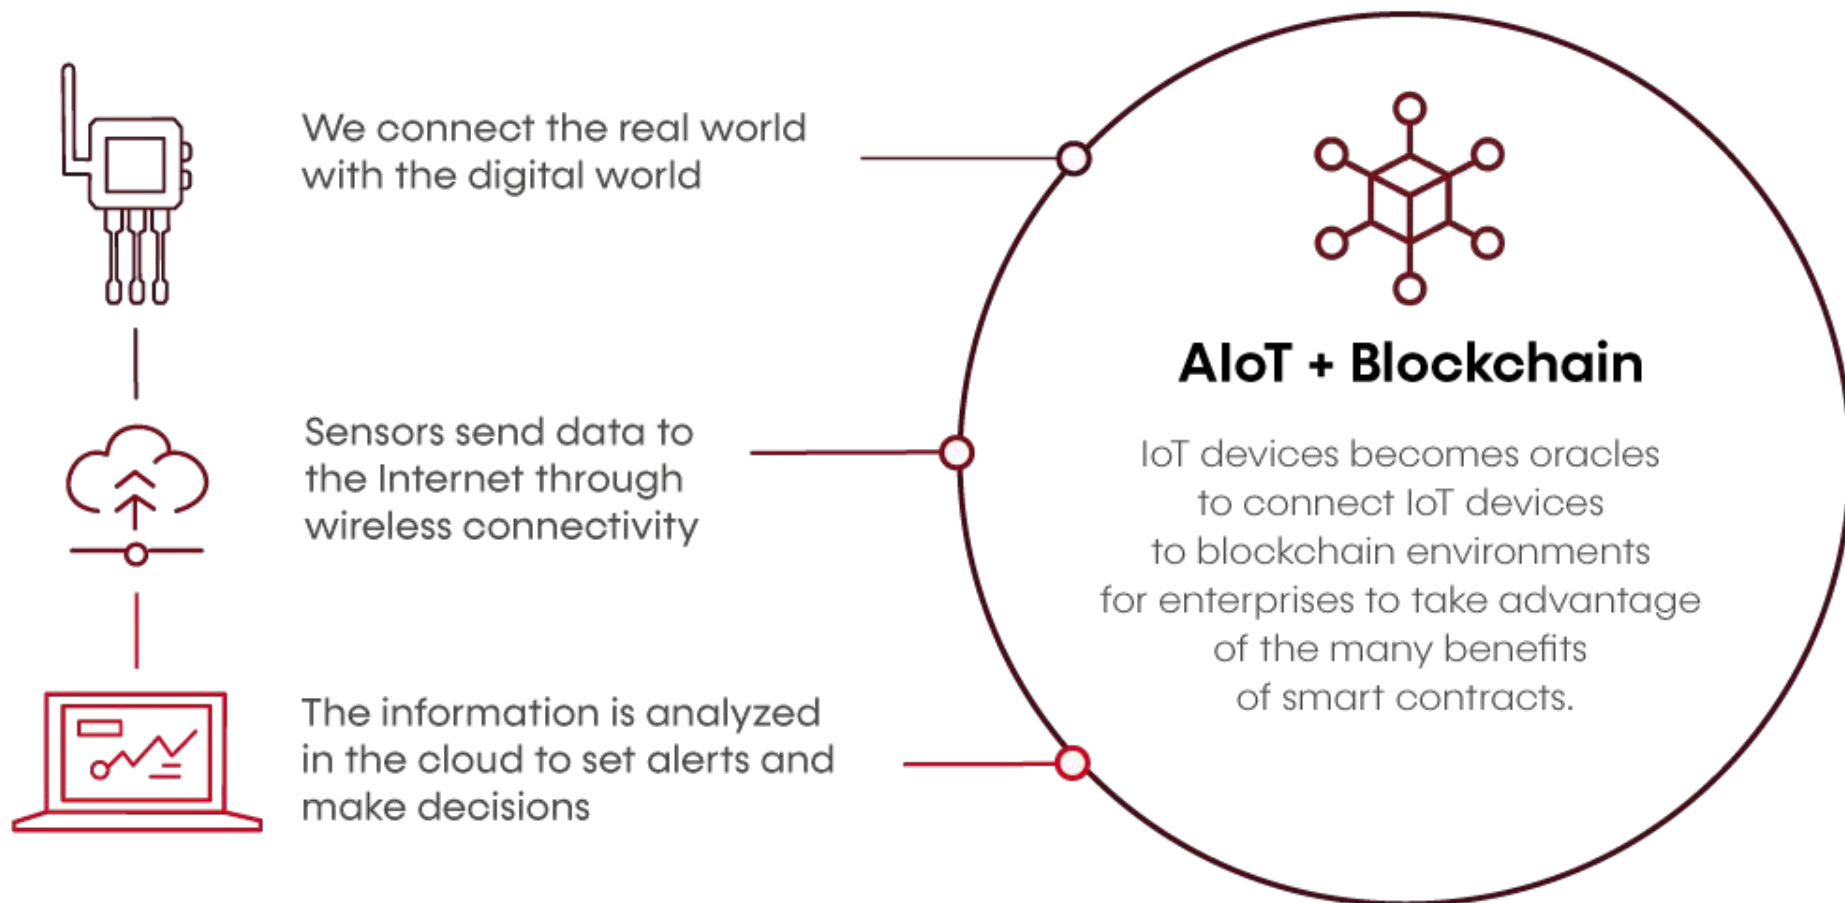 We connect the real world
with the digital world
Sensors send data to
the Internet through
wireless connectivity
The information is analyzed
in the cloud to set alerts and
make decisions
AIoT + Blockchain
IoT devices becomes oracles
to connect IoT devices
to blockchain environments
for enterprises to take advantage
of the many benefits
of smart contracts.